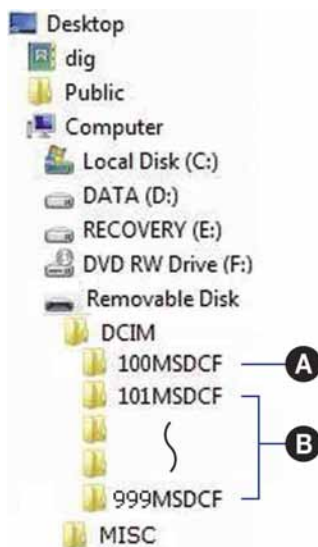 Desktop
dig
Public
Computer
Local Disk (C:)
DATA (D:)
RECOVERY (E:)
DVD RW Drive (F:)
Removable Disk
DCIM
100MSDCF A
101MSDCF
B
999MSDCF
MISC